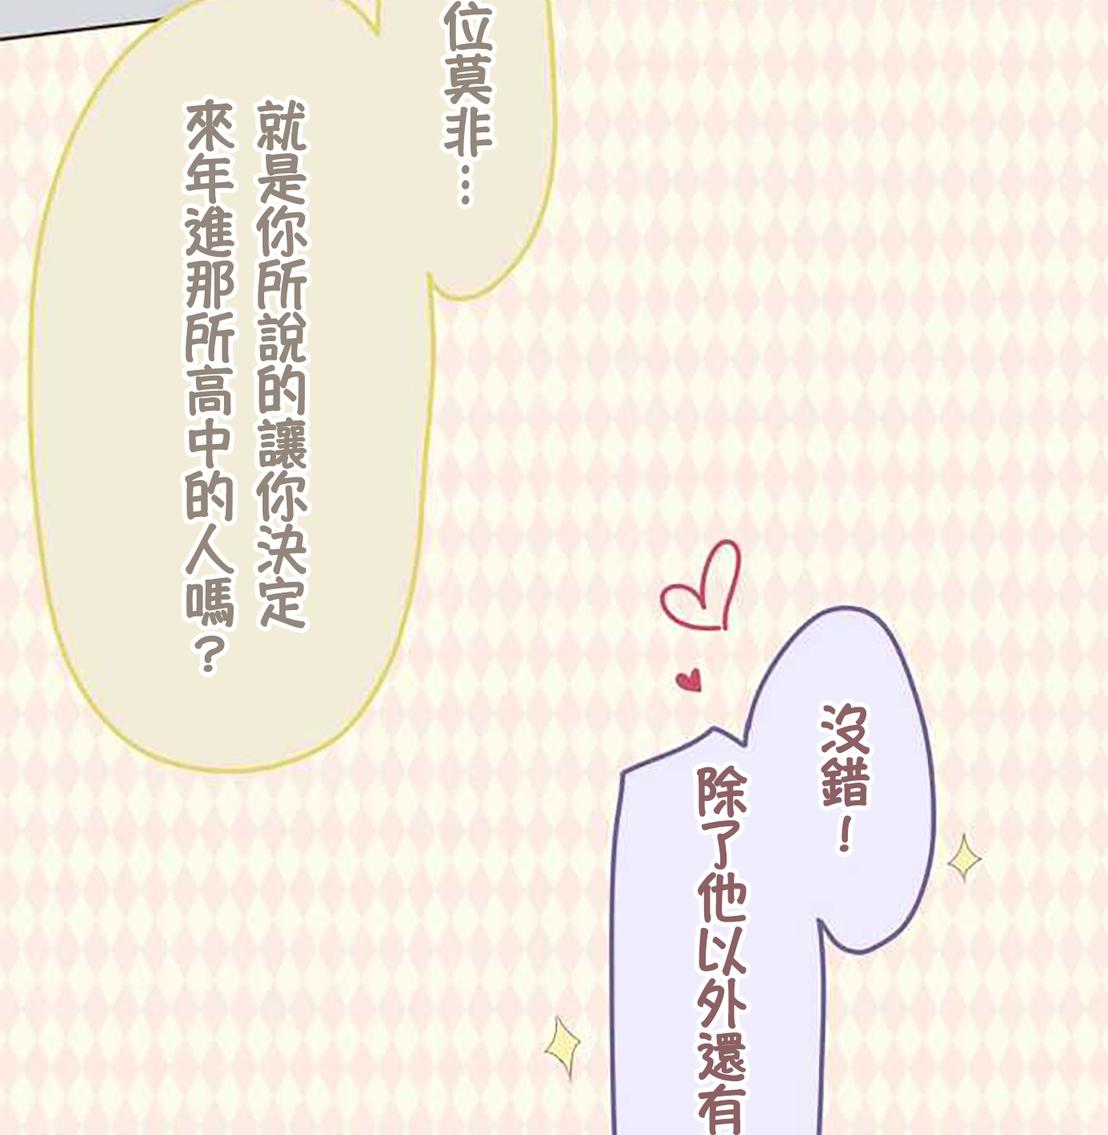 位莫非…
就是你所說的讓你決定
來年進那所高中的人嗎？
沒錯！
除了他以外還有